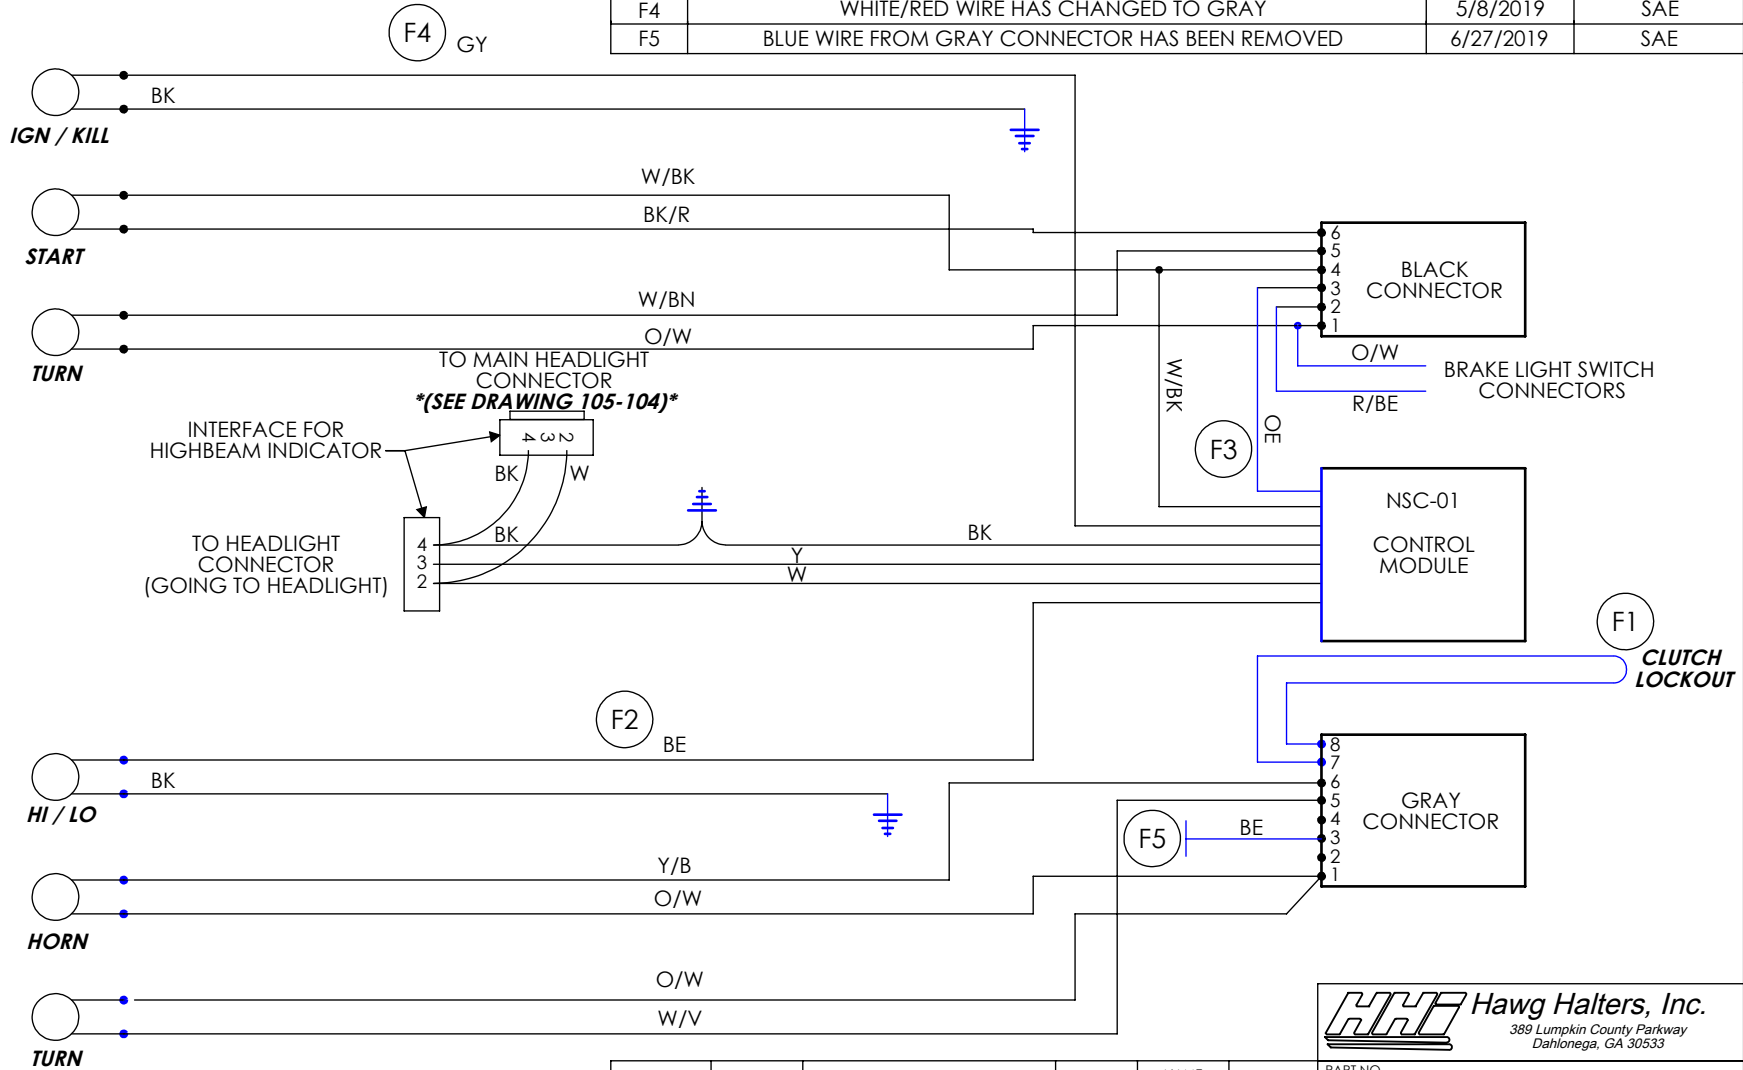 F4 WHITE/RED WIRE HAS CHANGED TO GRAY 5/8/2019 SAE
F5 BLUE WIRE FROM GRAY CONNECTOR HAS BEEN REMOVED 6/27/2019 SAE
F4 GY
BK
IGN / KILL
W/BK
BK/R
START
W/BN
O/W
TURN
6
5
4
3
2
1
BLACK
CONNECTOR
O/W
R/BE
BRAKE LIGHT SWITCH
CONNECTORS
TO MAIN HEADLIGHT
CONNECTOR
*(SEE DRAWING 105-104)*
INTERFACE FOR
HIGHBEAM INDICATOR
4 3 2
BK
W
W/BK
OE
F3
TO HEADLIGHT
CONNECTOR
(GOING TO HEADLIGHT)
4
3
2
BK
BK
Y
W
NSC-01
CONTROL
MODULE
F1
CLUTCH
LOCKOUT
F2
BE
BK
HI / LO
8
7
6
5
4
3
2
1
GRAY
CONNECTOR
F5
BE
Y/B
O/W
HORN
O/W
W/V
TURN
HHI Hawg Halters, Inc.
389 Lumpkin County Parkway
Dahlonega, GA 30533